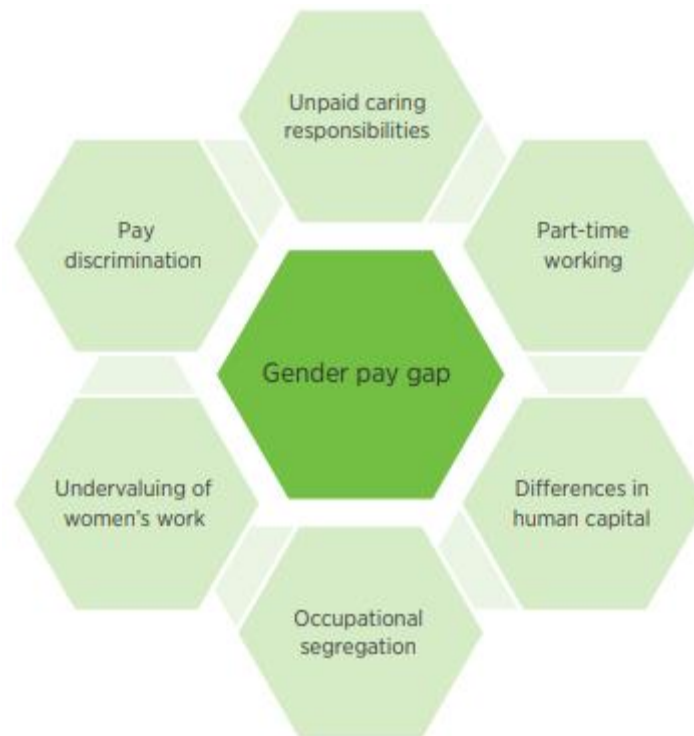 Unpaid caring
responsibilities
Pay
discrimination
Part-time
working
Gender pay gap
Undervaluing of
women's work
Differences in
human capital
Occupational
segregation